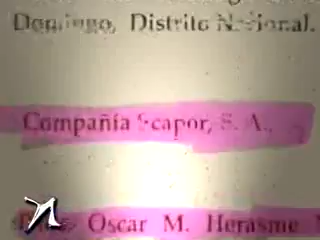 Domingo, Distrito Nacional.
Compañía Scapor, S. A.,
Oscar M. Herasme